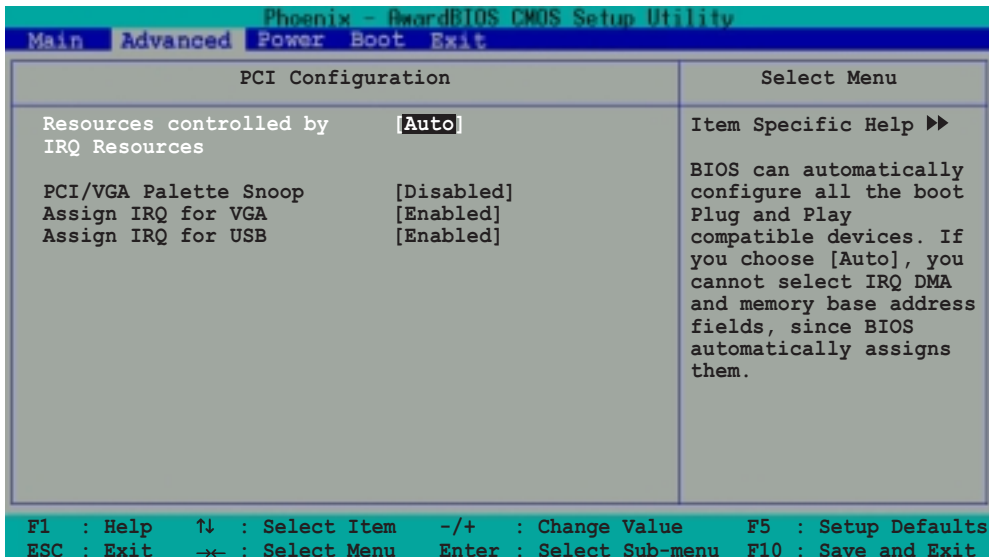 Phoenix - AwardBIOS CMOS Setup Utility
Main Advanced Power Boot Exit
PCI Configuration
Select Menu
Resources controlled by [Auto]
IRQ Resources
PCI/VGA Palette Snoop [Disabled]
Assign IRQ for VGA [Enabled]
Assign IRQ for USB [Enabled]
Item Specific Help ▶▶
BIOS can automatically
configure all the boot
Plug and Play
compatible devices. If
you choose [Auto], you
cannot select IRQ DMA
and memory base address
fields, since BIOS
automatically assigns
them.
F1 : Help ↑↓ : Select Item -/+ : Change Value F5 : Setup Defaults
ESC : Exit →← : Select Menu Enter : Select Sub-menu F10 : Save and Exit